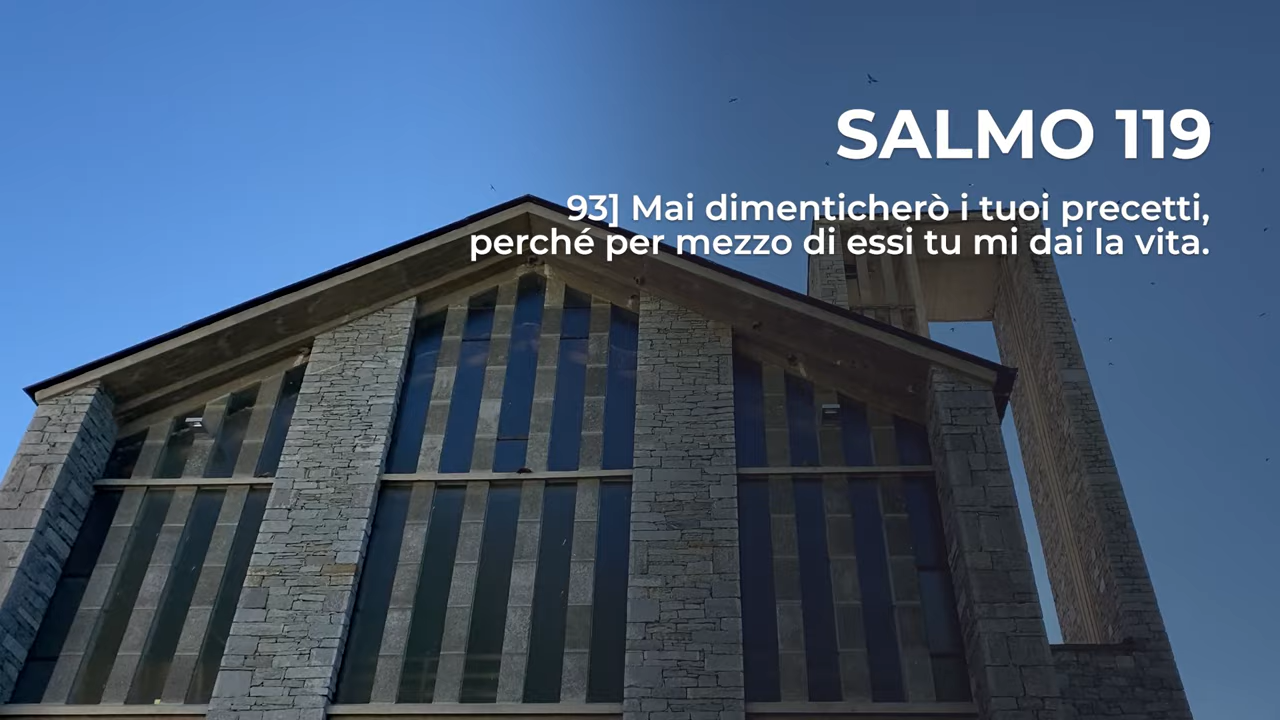 SALMO 119
93] Mai dimenticherò i tuoi precetti,
perché per mezzo di essi tu mi dai la vita.